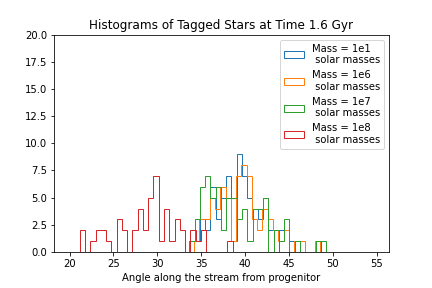 Histograms of Tagged Stars at Time 1.6 Gyr
20.0
17.5
15.0
12.5
10.0
7.5
5.0
2.5
0.0
Mass = 1e1
solar masses
Mass = 1e6
solar masses
Mass = 1e7
solar masses
Mass = 1e8
solar masses
20 25 30 35 40 45 50 55
Angle along the stream from progenitor